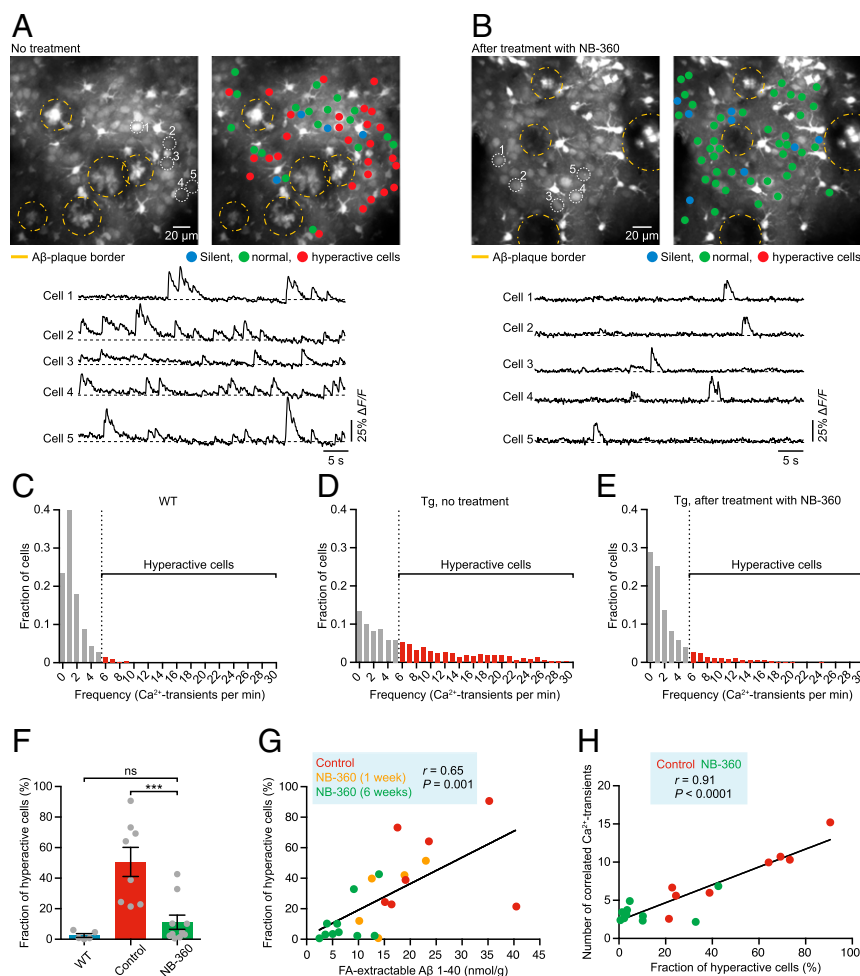 A
No treatment
1
2
3
4
5
20 µm
Aβ-plaque border
Silent, normal, hyperactive cells
Cell 1
Cell 2
Cell 3
Cell 4
Cell 5
25% ΔF/F
5 s
B
After treatment with NB-360
1
2
3
4
5
20 µm
Aβ-plaque border
Silent, normal, hyperactive cells
Cell 1
Cell 2
Cell 3
Cell 4
Cell 5
25% ΔF/F
5 s
C
WT
Hyperactive cells
Fraction of cells
0.4
0.3
0.2
0.1
0
0 2 4 6 8 10 12 14 16 18 20 22 24 26 28 30
Frequency (Ca²⁺-transients per min)
D
Tg, no treatment
Hyperactive cells
Fraction of cells
0.4
0.3
0.2
0.1
0
0 2 4 6 8 10 12 14 16 18 20 22 24 26 28 30
Frequency (Ca²⁺-transients per min)
E
Tg, after treatment with NB-360
Hyperactive cells
Fraction of cells
0.4
0.3
0.2
0.1
0
0 2 4 6 8 10 12 14 16 18 20 22 24 26 28 30
Frequency (Ca²⁺-transients per min)
F
Fraction of hyperactive cells (%)
100
80
60
40
20
0
ns
***
WT
Control
NB-360
G
Control
NB-360 (1 week)
NB-360 (6 weeks)
r = 0.65
P = 0.001
Fraction of hyperactive cells (%)
100
80
60
40
20
0
0 5 10 15 20 25 30 35 40 45
FA-extractable Aβ 1-40 (nmol/g)
H
Control NB-360
r = 0.91
P < 0.0001
Number of correlated Ca²⁺-transients
20
15
10
5
0
0 20 40 60 80 100
Fraction of hyperactive cells (%)